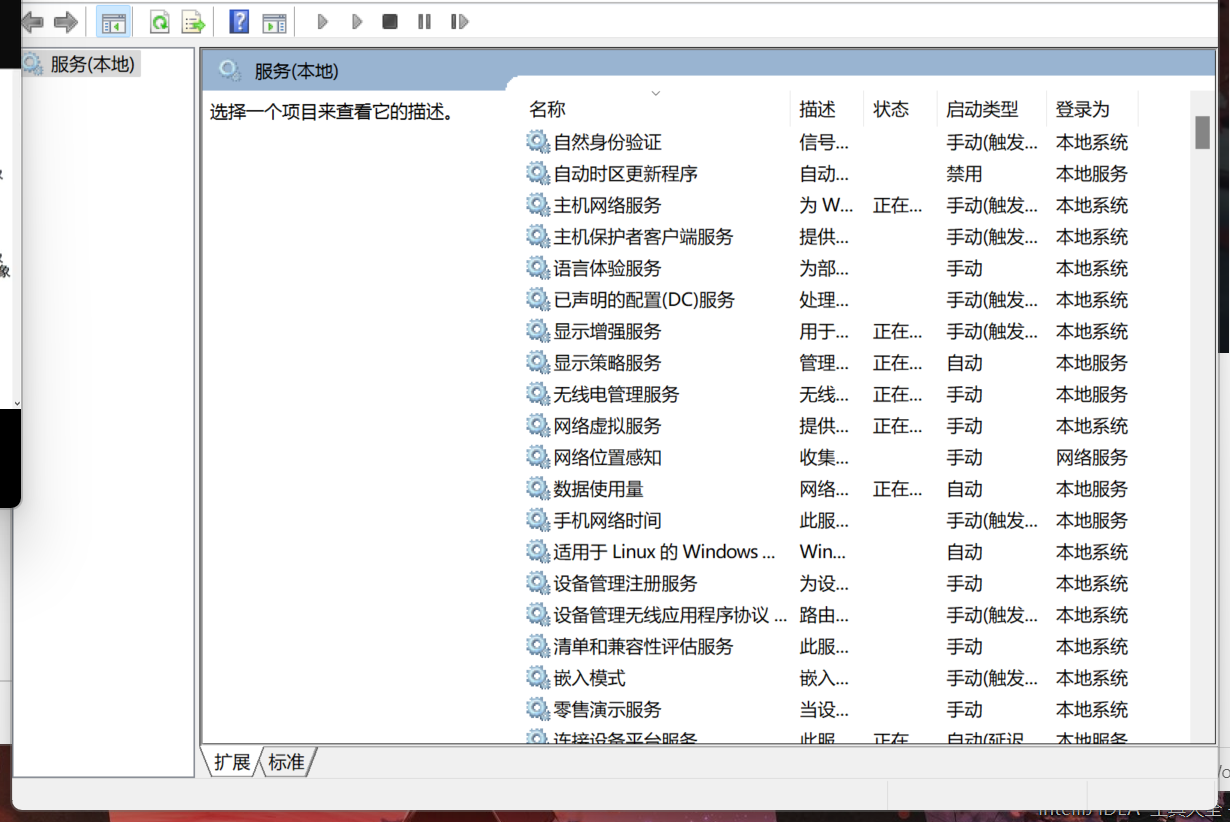 服务(本地)
服务(本地)
选择一个项目来查看它的描述。
名称 描述 状态 启动类型 登录为
自然身份验证 信号... 手动(触发... 本地系统
自动时区更新程序 自动... 禁用 本地服务
主机网络服务 为 W... 正在... 手动(触发... 本地系统
主机保护者客户端服务 提供... 手动(触发... 本地系统
语言体验服务 为部... 手动 本地系统
已声明的配置(DC)服务 处理... 手动(触发... 本地系统
显示增强服务 用于... 正在... 手动(触发... 本地系统
显示策略服务 管理... 正在... 自动 本地服务
无线电管理服务 无线... 正在... 手动 本地服务
网络虚拟服务 提供... 正在... 手动 本地系统
网络位置感知 收集... 手动 网络服务
数据使用量 网络... 正在... 自动 本地服务
手机网络时间 此服... 手动(触发... 本地服务
适用于 Linux 的 Windows ... Win... 自动 本地系统
设备管理注册服务 为设... 手动 本地系统
设备管理无线应用程序协议 ... 路由... 手动(触发... 本地系统
清单和兼容性评估服务 此服... 手动 本地系统
嵌入模式 嵌入... 手动(触发... 本地系统
零售演示服务 当设... 手动 本地系统
连接设备平台服务 此服 正在 自动(延迟 本地服务
扩展 标准
IntelliJ IDEA 工具大全